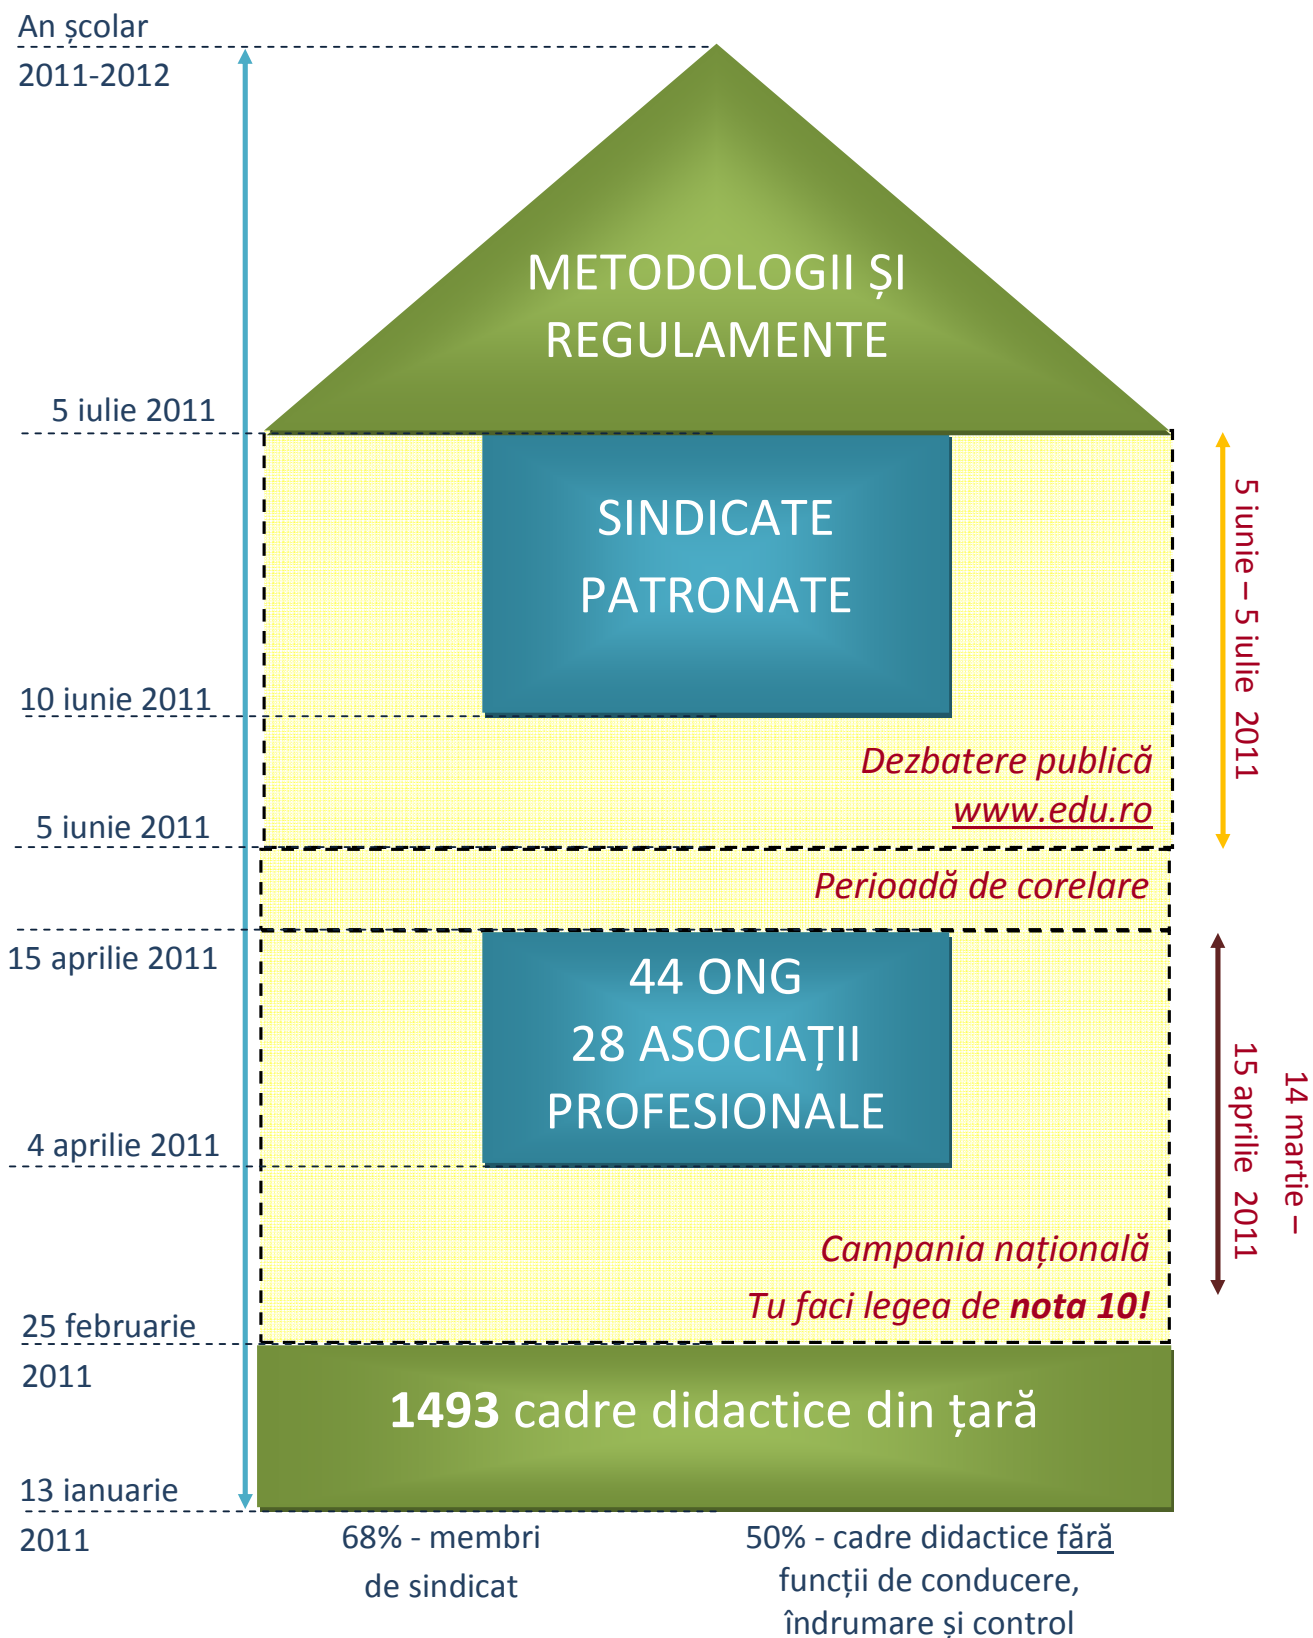 An școlar
2011-2012
METODOLOGII ȘI
REGULAMENTE
5 iulie 2011
SINDICATE
PATRONATE
5 iunie – 5 iulie 2011
10 iunie 2011
Dezbatere publică
www.edu.ro
5 iunie 2011
Perioadă de corelare
15 aprilie 2011
44 ONG
28 ASOCIAȚII
PROFESIONALE
14 martie –
15 aprilie 2011
4 aprilie 2011
Campania națională
Tu faci legea de nota 10!
25 februarie
2011
1493 cadre didactice din țară
13 ianuarie
2011
68% - membri
de sindicat
50% - cadre didactice fără
funcții de conducere,
îndrumare și control